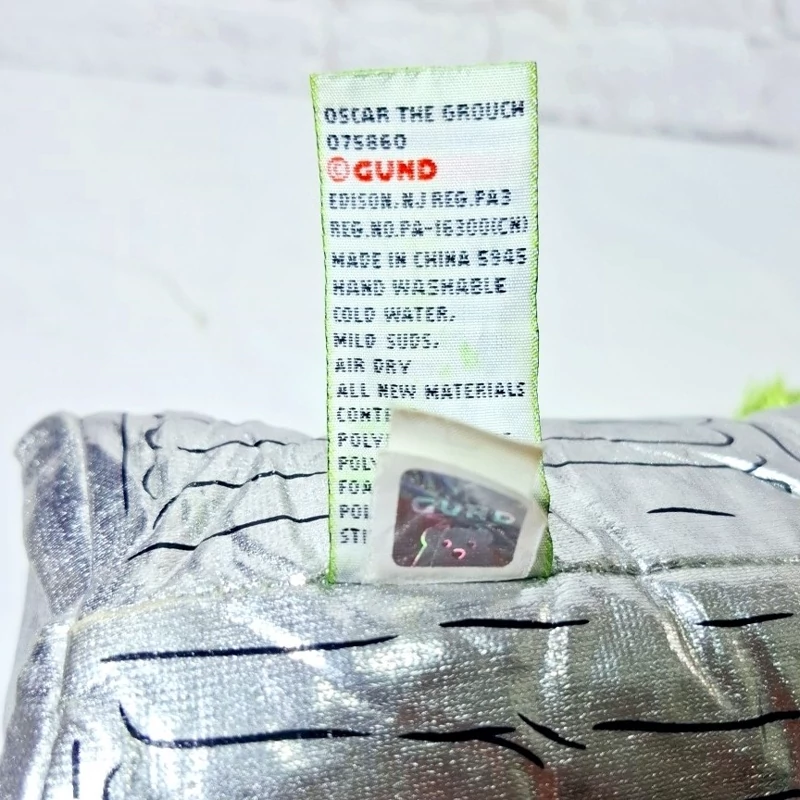 OSCAR THE GROUCH
075860
©GUND
EDISON, NJ REG.PA3
REG.NO.PA-16300(CN)
MADE IN CHINA 5945
HAND WASHABLE
COLD WATER,
MILD SUDS,
AIR DRY
ALL NEW MATERIALS
GUND